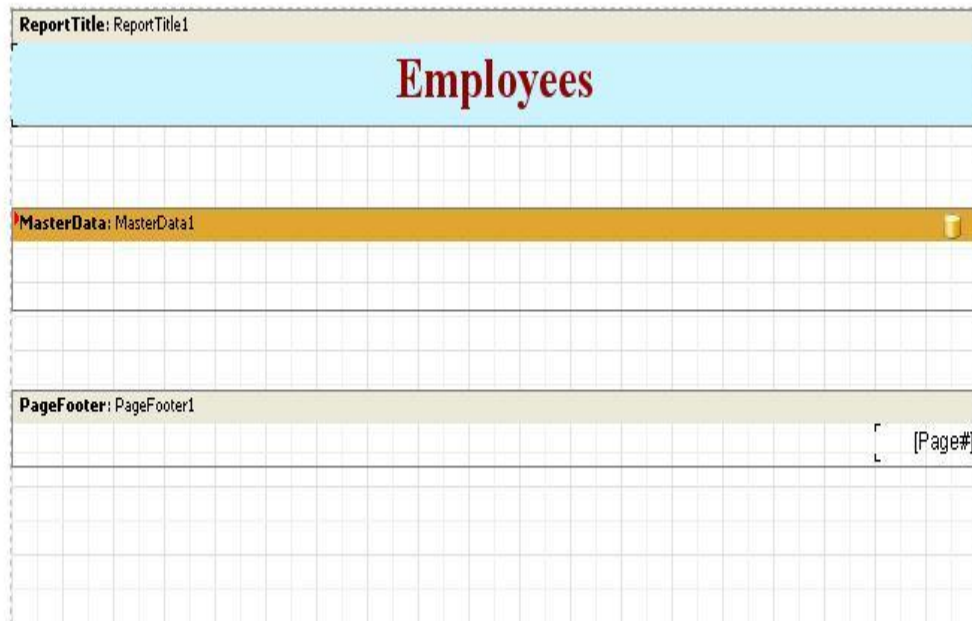 ReportTitle: ReportTitle1
Employees
MasterData: MasterData1
PageFooter: PageFooter1
[Page#]